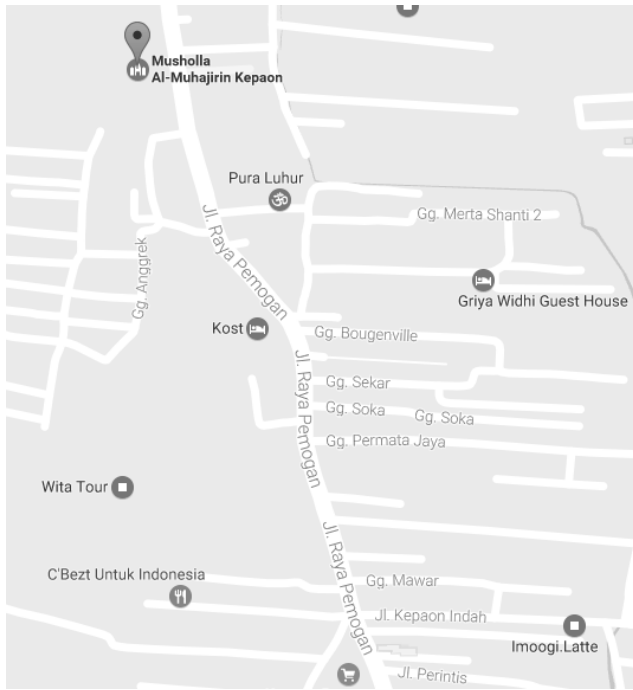 Musholla
Al-Muhajirin Kepaon
Pura Luhur
Gg. Merta Shanti 2
Jl. Raya Pemogan
Gg. Anggrek
Griya Widhi Guest House
Kost
Gg. Bougenville
Jl. Raya Pemogan
Gg. Sekar
Gg. Soka
Gg. Soka
Gg. Permata Jaya
Wita Tour
Jl. Raya Pemogan
C'Bezt Untuk Indonesia
Gg. Mawar
Jl. Kepaon Indah
Imoogi.Latte
Jl. Perintis